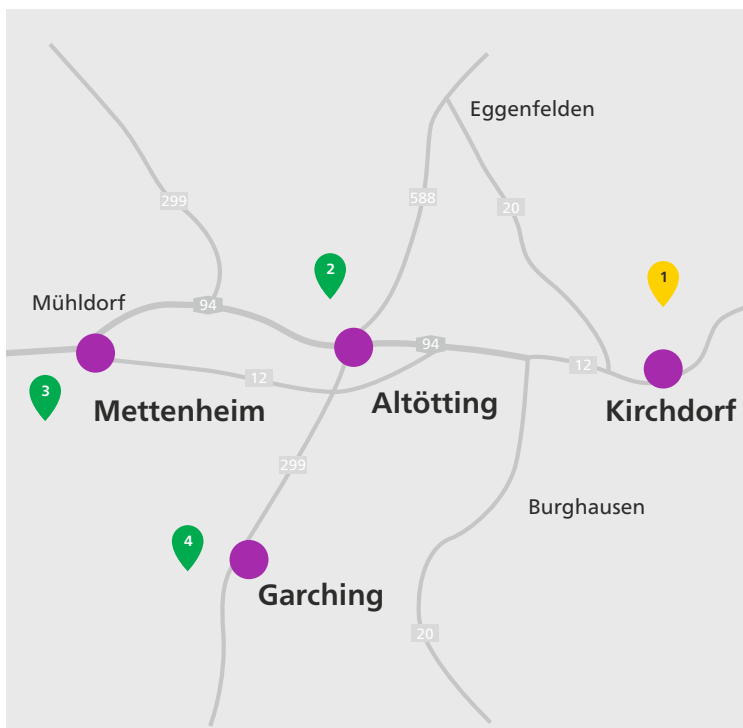 Eggenfelden
299
588
20
1
2
Mühldorf
94
94
12
12
3
Mettenheim
Altötting
Kirchdorf
299
Burghausen
4
Garching
20